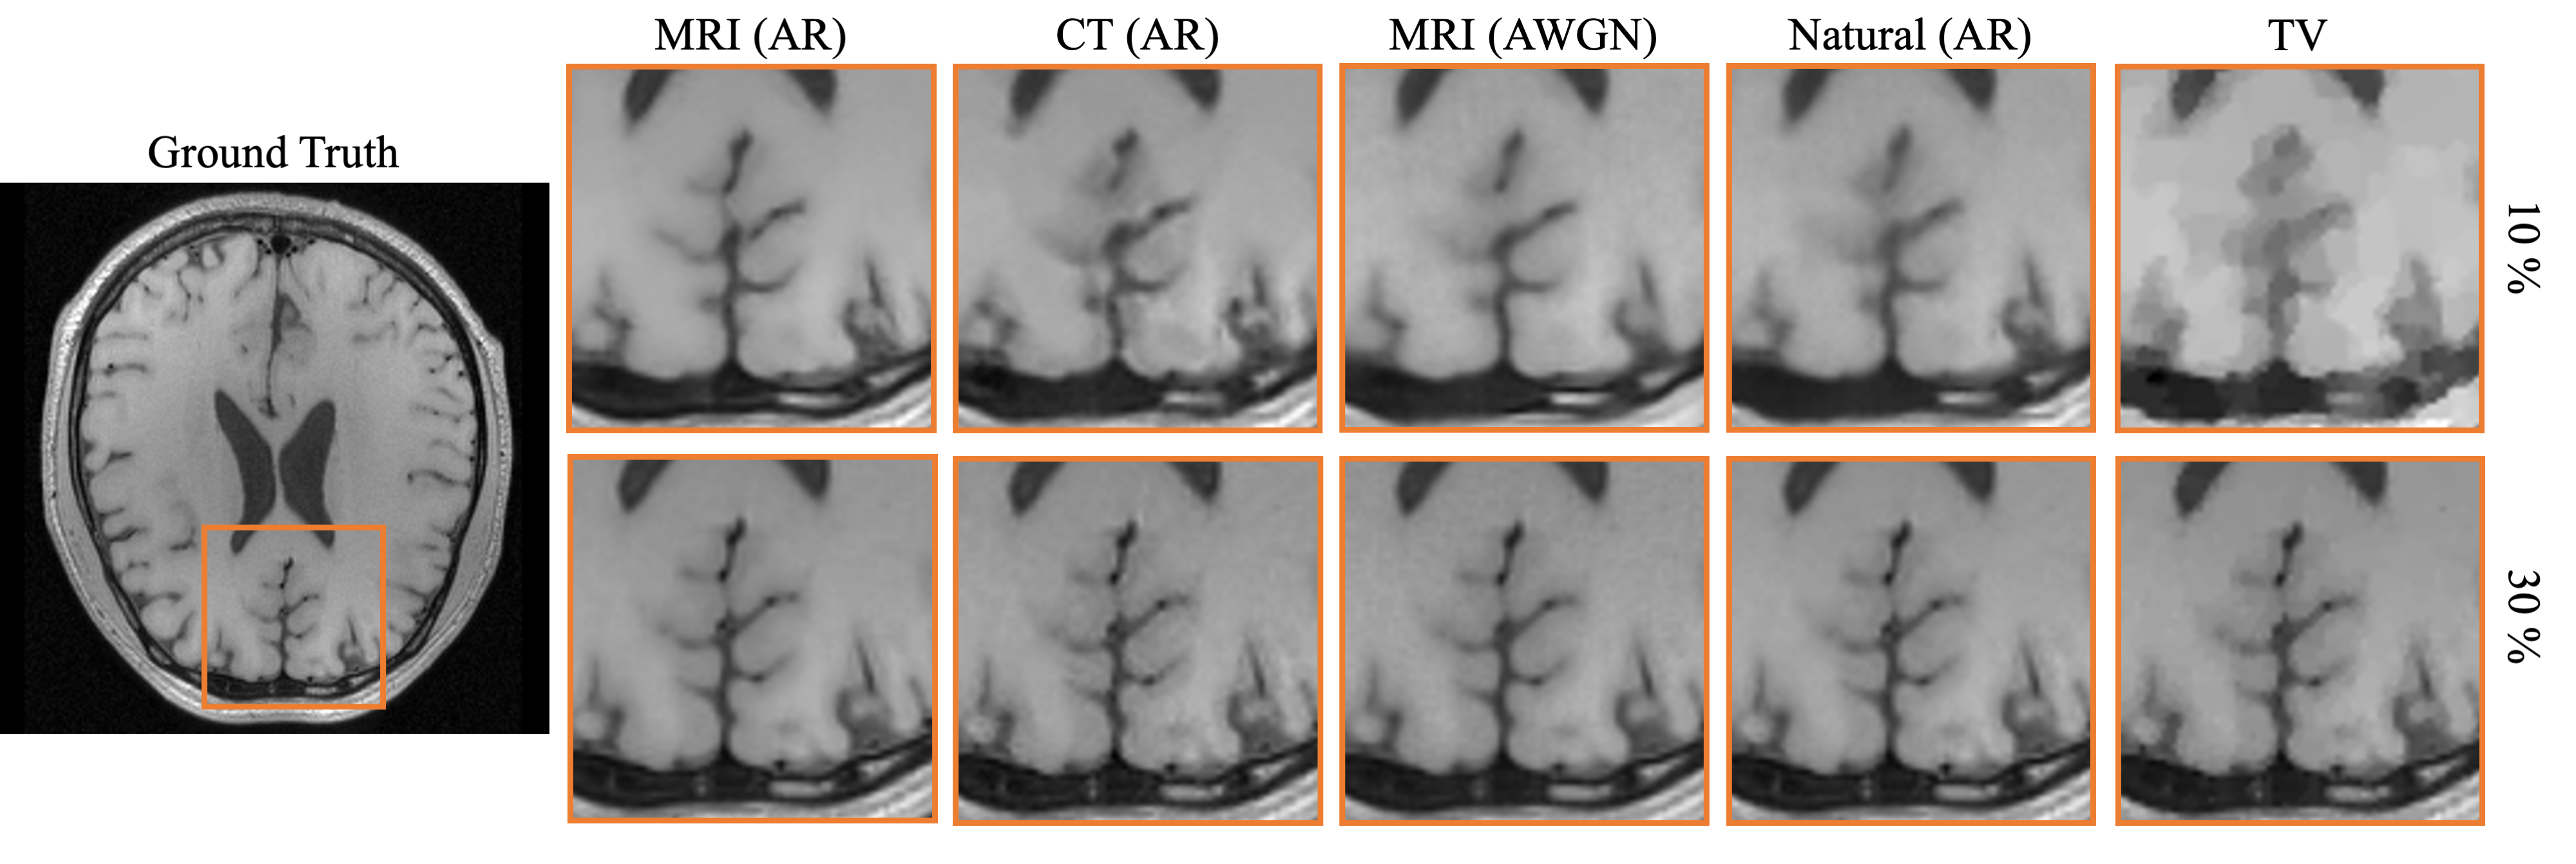 MRI (AR)
CT (AR)
MRI (AWGN)
Natural (AR)
TV
Ground Truth
10 %
30 %